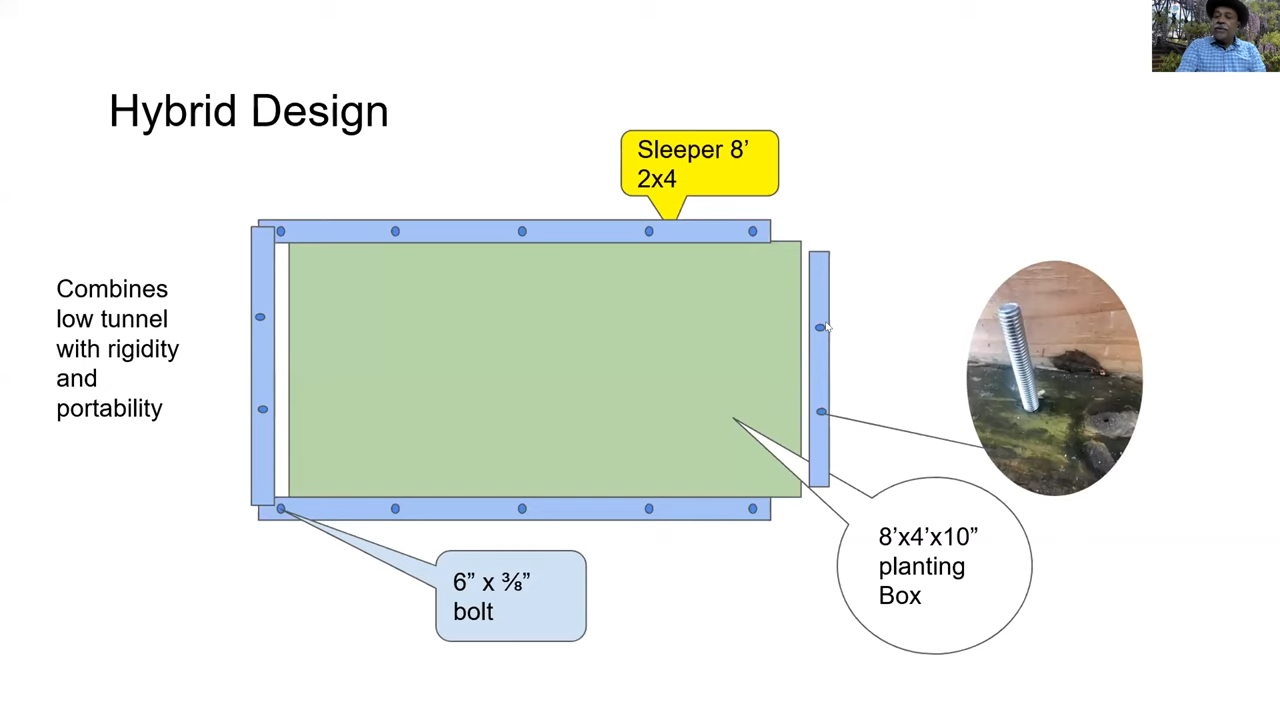 Hybrid Design
Sleeper 8’
2x4
Combines
low tunnel
with rigidity
and
portability
6” x ⅜”
bolt
8’x4’x10”
planting
Box